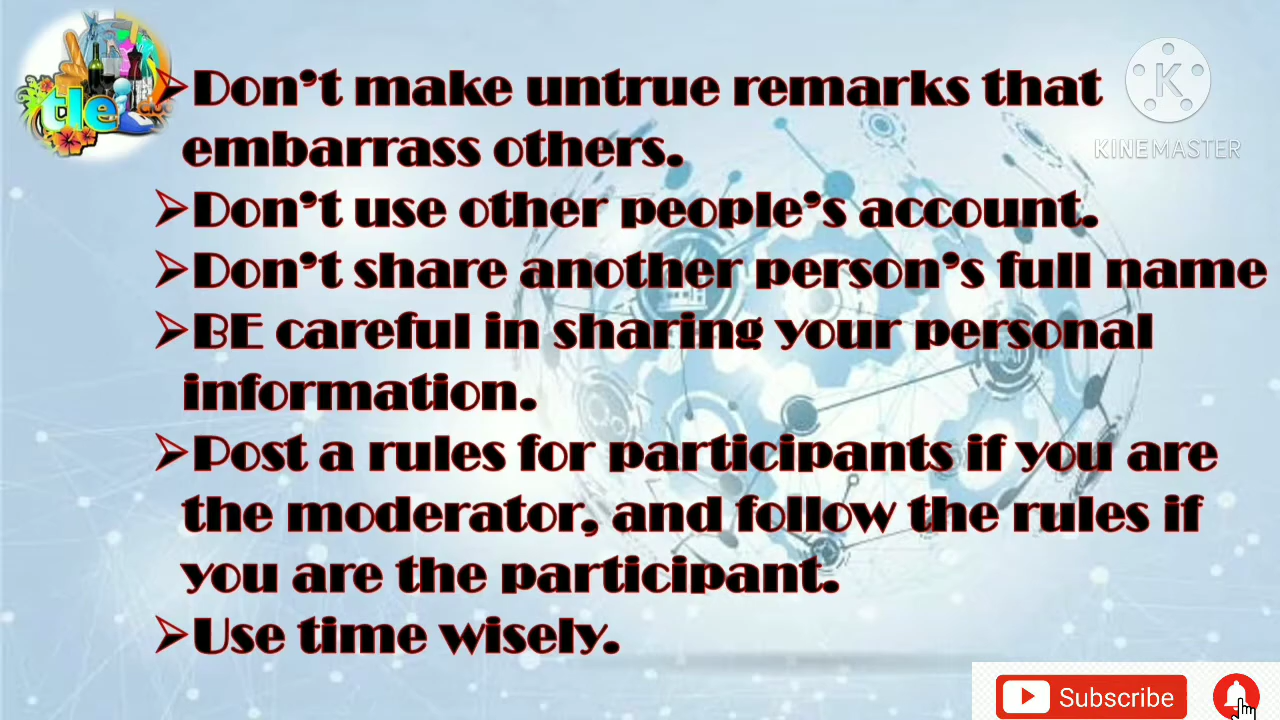 tle
➢Don't make untrue remarks that
embarrass others.
➢Don't use other people's account.
➢Don't share another person's full name
➢BE careful in sharing your personal
information.
➢Post a rules for participants if you are
the moderator, and follow the rules if
you are the participant.
➢Use time wisely.
K
KINEMASTER
Subscribe